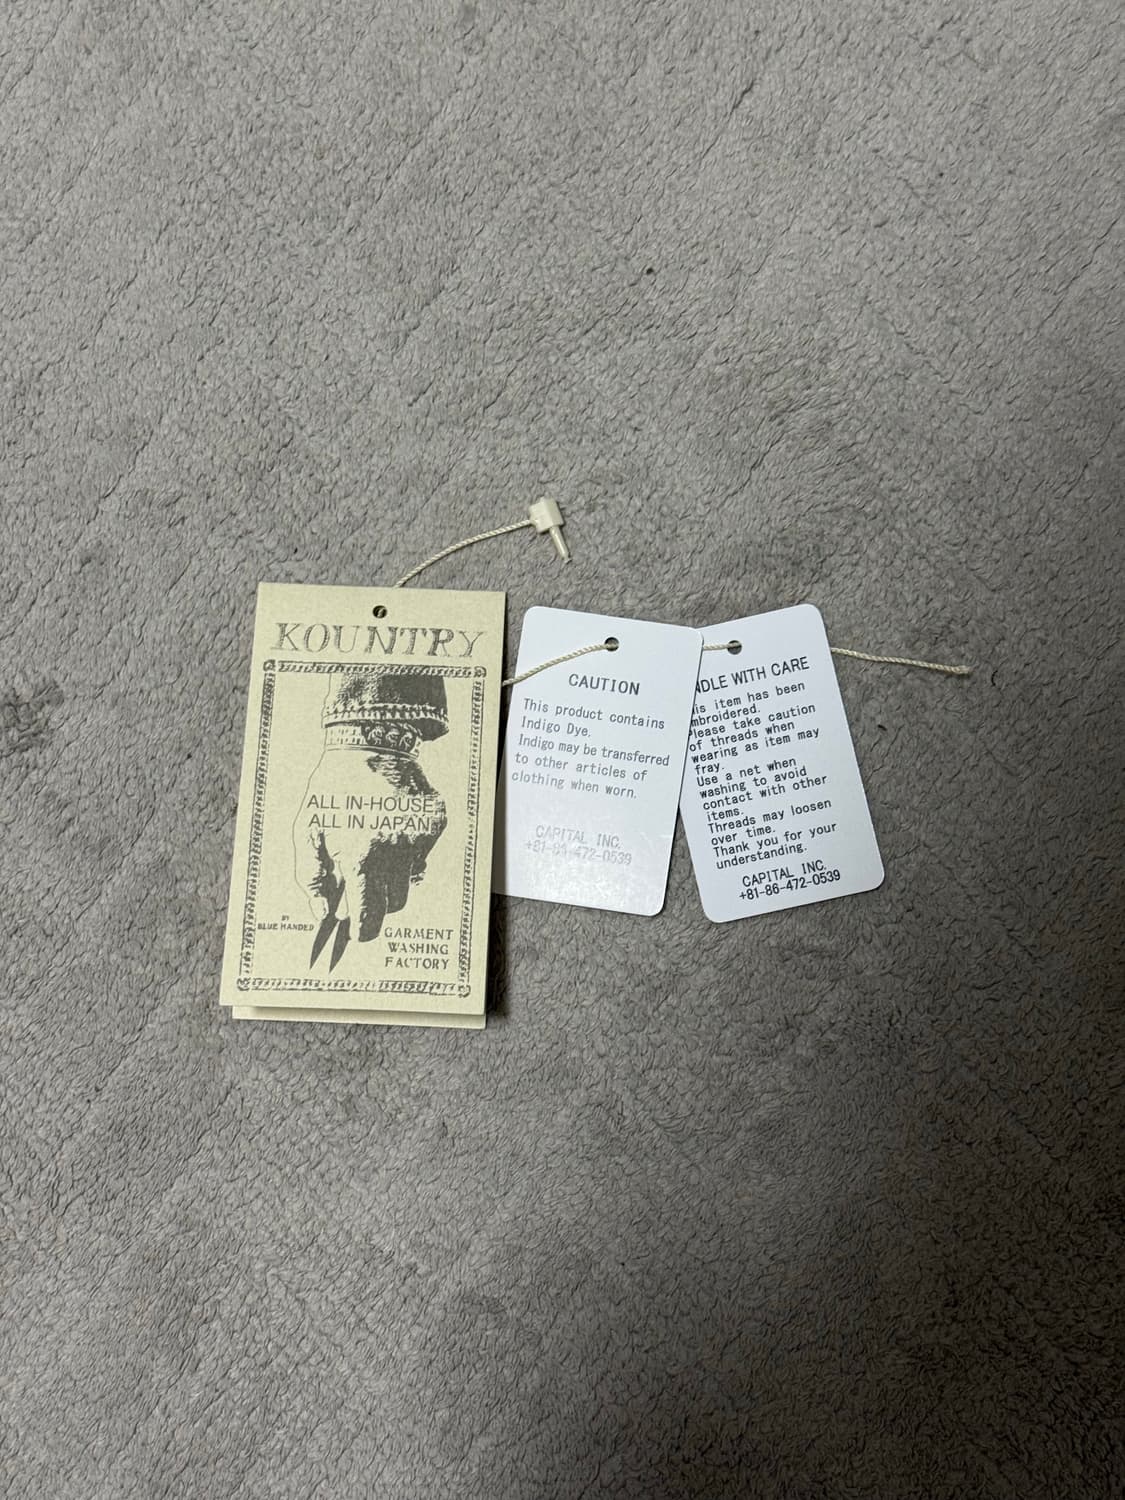 KOUNTRY
ALL IN-HOUSE
ALL IN JAPAN
BY
BLUE HANDED
GARMENT
WASHING
FACTORY
CAUTION
This product contains
Indigo Dye.
Indigo may be transferred
to other articles of
clothing when worn.
CAPITAL INC.
+81-86-472-0539
NDLE WITH CARE
is item has been
mbroidered.
Please take caution
of threads when
wearing as item may
fray.
Use a net when
washing to avoid
contact with other
items.
Threads may loosen
over time.
Thank you for your
understanding.
CAPITAL INC.
+81-86-472-0539